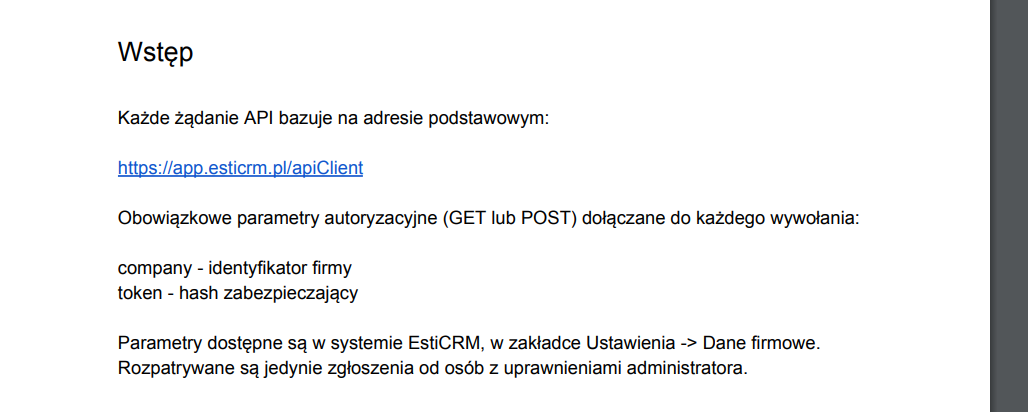 Wstęp
Każde żądanie API bazuje na adresie podstawowym:
https://app.esticrm.pl/apiClient
Obowiązkowe parametry autoryzacyjne (GET lub POST) dołączane do każdego wywołania:
company - identyfikator firmy
token - hash zabezpieczający
Parametry dostępne są w systemie EstiCRM, w zakładce Ustawienia -> Dane firmowe.
Rozpatrywane są jedynie zgłoszenia od osób z uprawnieniami administratora.